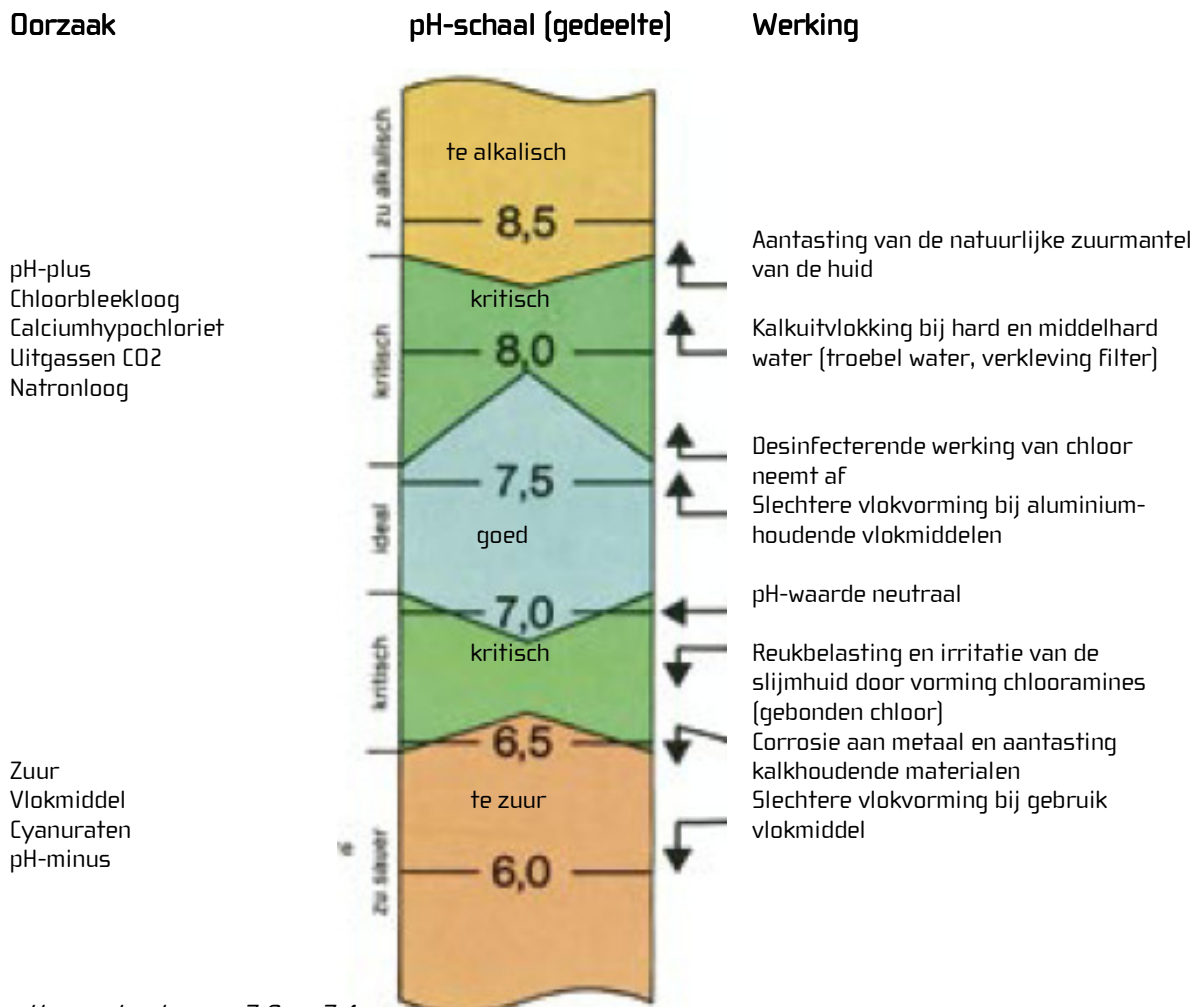 Oorzaak
pH-schaal (gedeelte)
Werking
zu alkalisch
te alkalisch
8,5
pH-plus
Chloorbleekloog
Calciumhypochloriet
Uitgassen CO2
Natronloog
kritisch
kritisch
8,0
ideal
7,5
goed
7,0
kritisch
kritisch
6,5
Zuur
Vlokmiddel
Cyanuraten
pH-minus
zu sauer
te zuur
6,0
Aantasting van de natuurlijke zuurmantel
van de huid
Kalkuitvlokking bij hard en middelhard
water (troebel water, verkleving filter)
Desinfecterende werking van chloor
neemt af
Slechtere vlokvorming bij aluminium-
houdende vlokmiddelen
pH-waarde neutraal
Reukbelasting en irritatie van de
slijmhuid door vorming chlooramines
(gebonden chloor)
Corrosie aan metaal en aantasting
kalkhoudende materialen
Slechtere vlokvorming bij gebruik
vlokmiddel